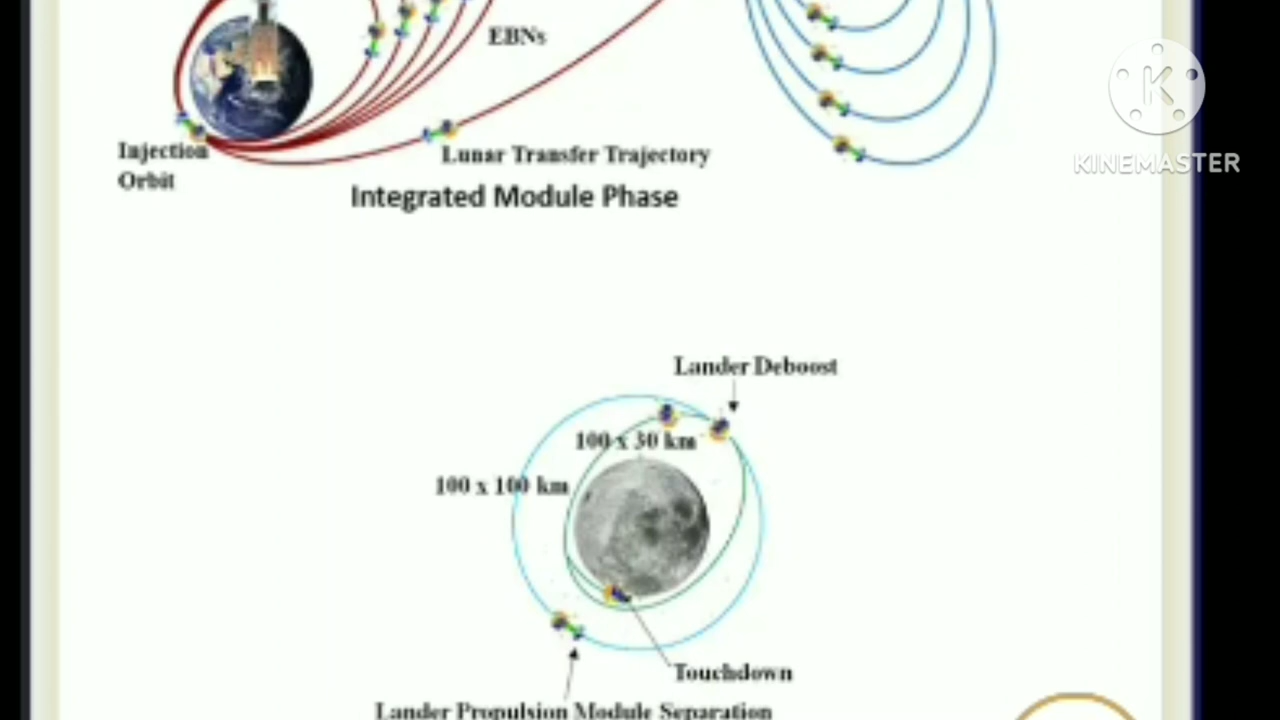 EBNs
K
KINEMASTER
Injection
Orbit
Lunar Transfer Trajectory
Integrated Module Phase
Lander Deboost
100 x 30 km
100 x 100 km
Touchdown
Lander Propulsion Module Separation